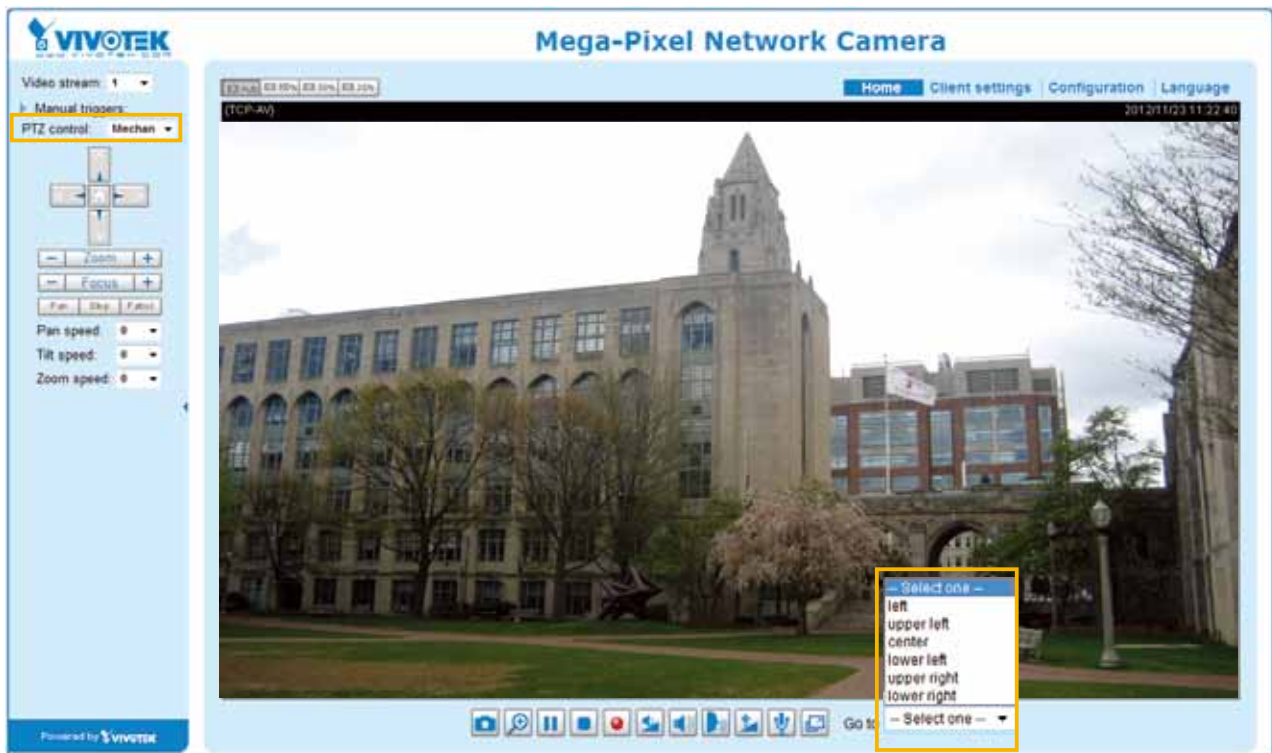 VIVOTEK
Mega-Pixel Network Camera
Video stream: 1
Manual triggers:
PTZ control: Mechan
Zoom
Focus
Pan Stop Patrol
Pan speed: 0
Tilt speed: 0
Zoom speed: 0
Home Client settings Configuration Language
(TCP-AV) 2012/11/23 11:22:40
-- Select one --
left
upper left
center
lower left
upper right
lower right
Go to -- Select one --
Powered by VIVOTEK